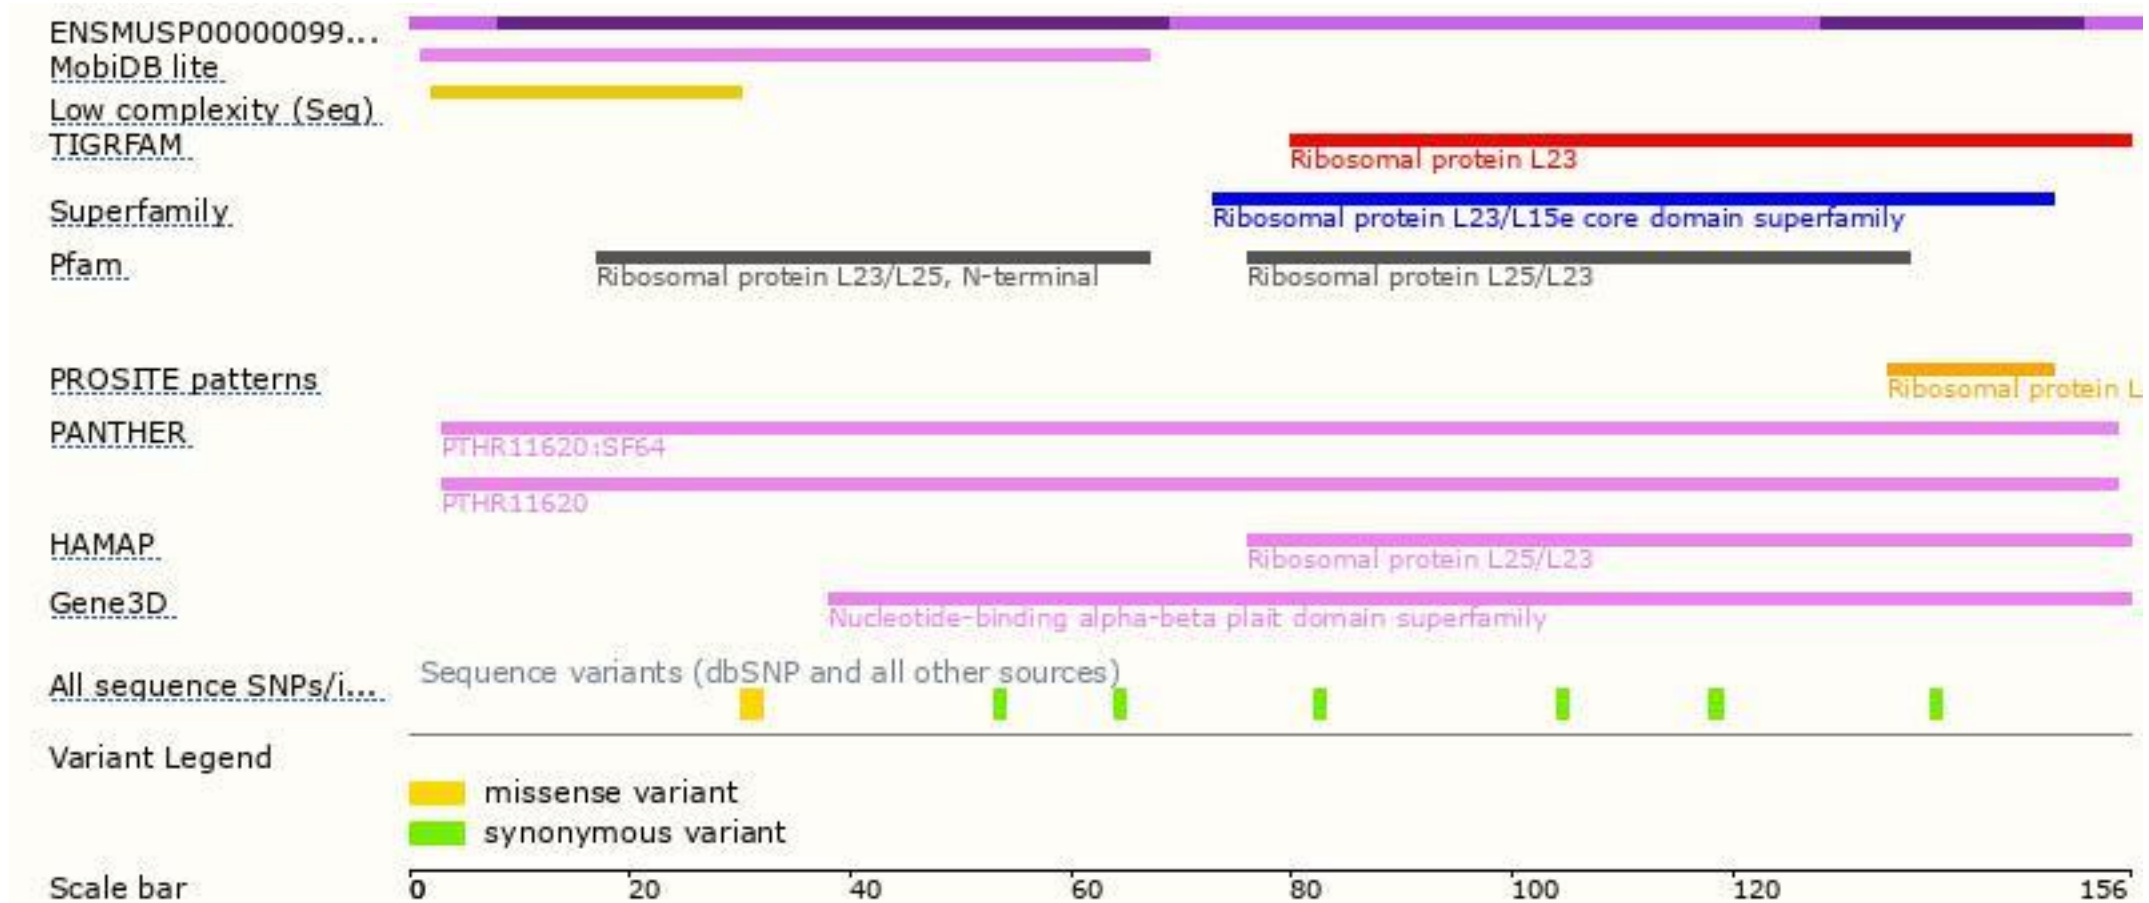 ENSMUSP00000099...
MobiDB lite
Low complexity (Seg)
TIGRFAM
Ribosomal protein L23
Superfamily
Ribosomal protein L23/L15e core domain superfamily
Pfam
Ribosomal protein L23/L25, N-terminal
Ribosomal protein L25/L23
PROSITE patterns
Ribosomal protein L
PANTHER
PTHR11620:SF64
PTHR11620
HAMAP
Ribosomal protein L25/L23
Gene3D
Nucleotide-binding alpha-beta plait domain superfamily
All sequence SNPs/i...
Sequence variants (dbSNP and all other sources)
Variant Legend
missense variant
synonymous variant
Scale bar
0 20 40 60 80 100 120 156